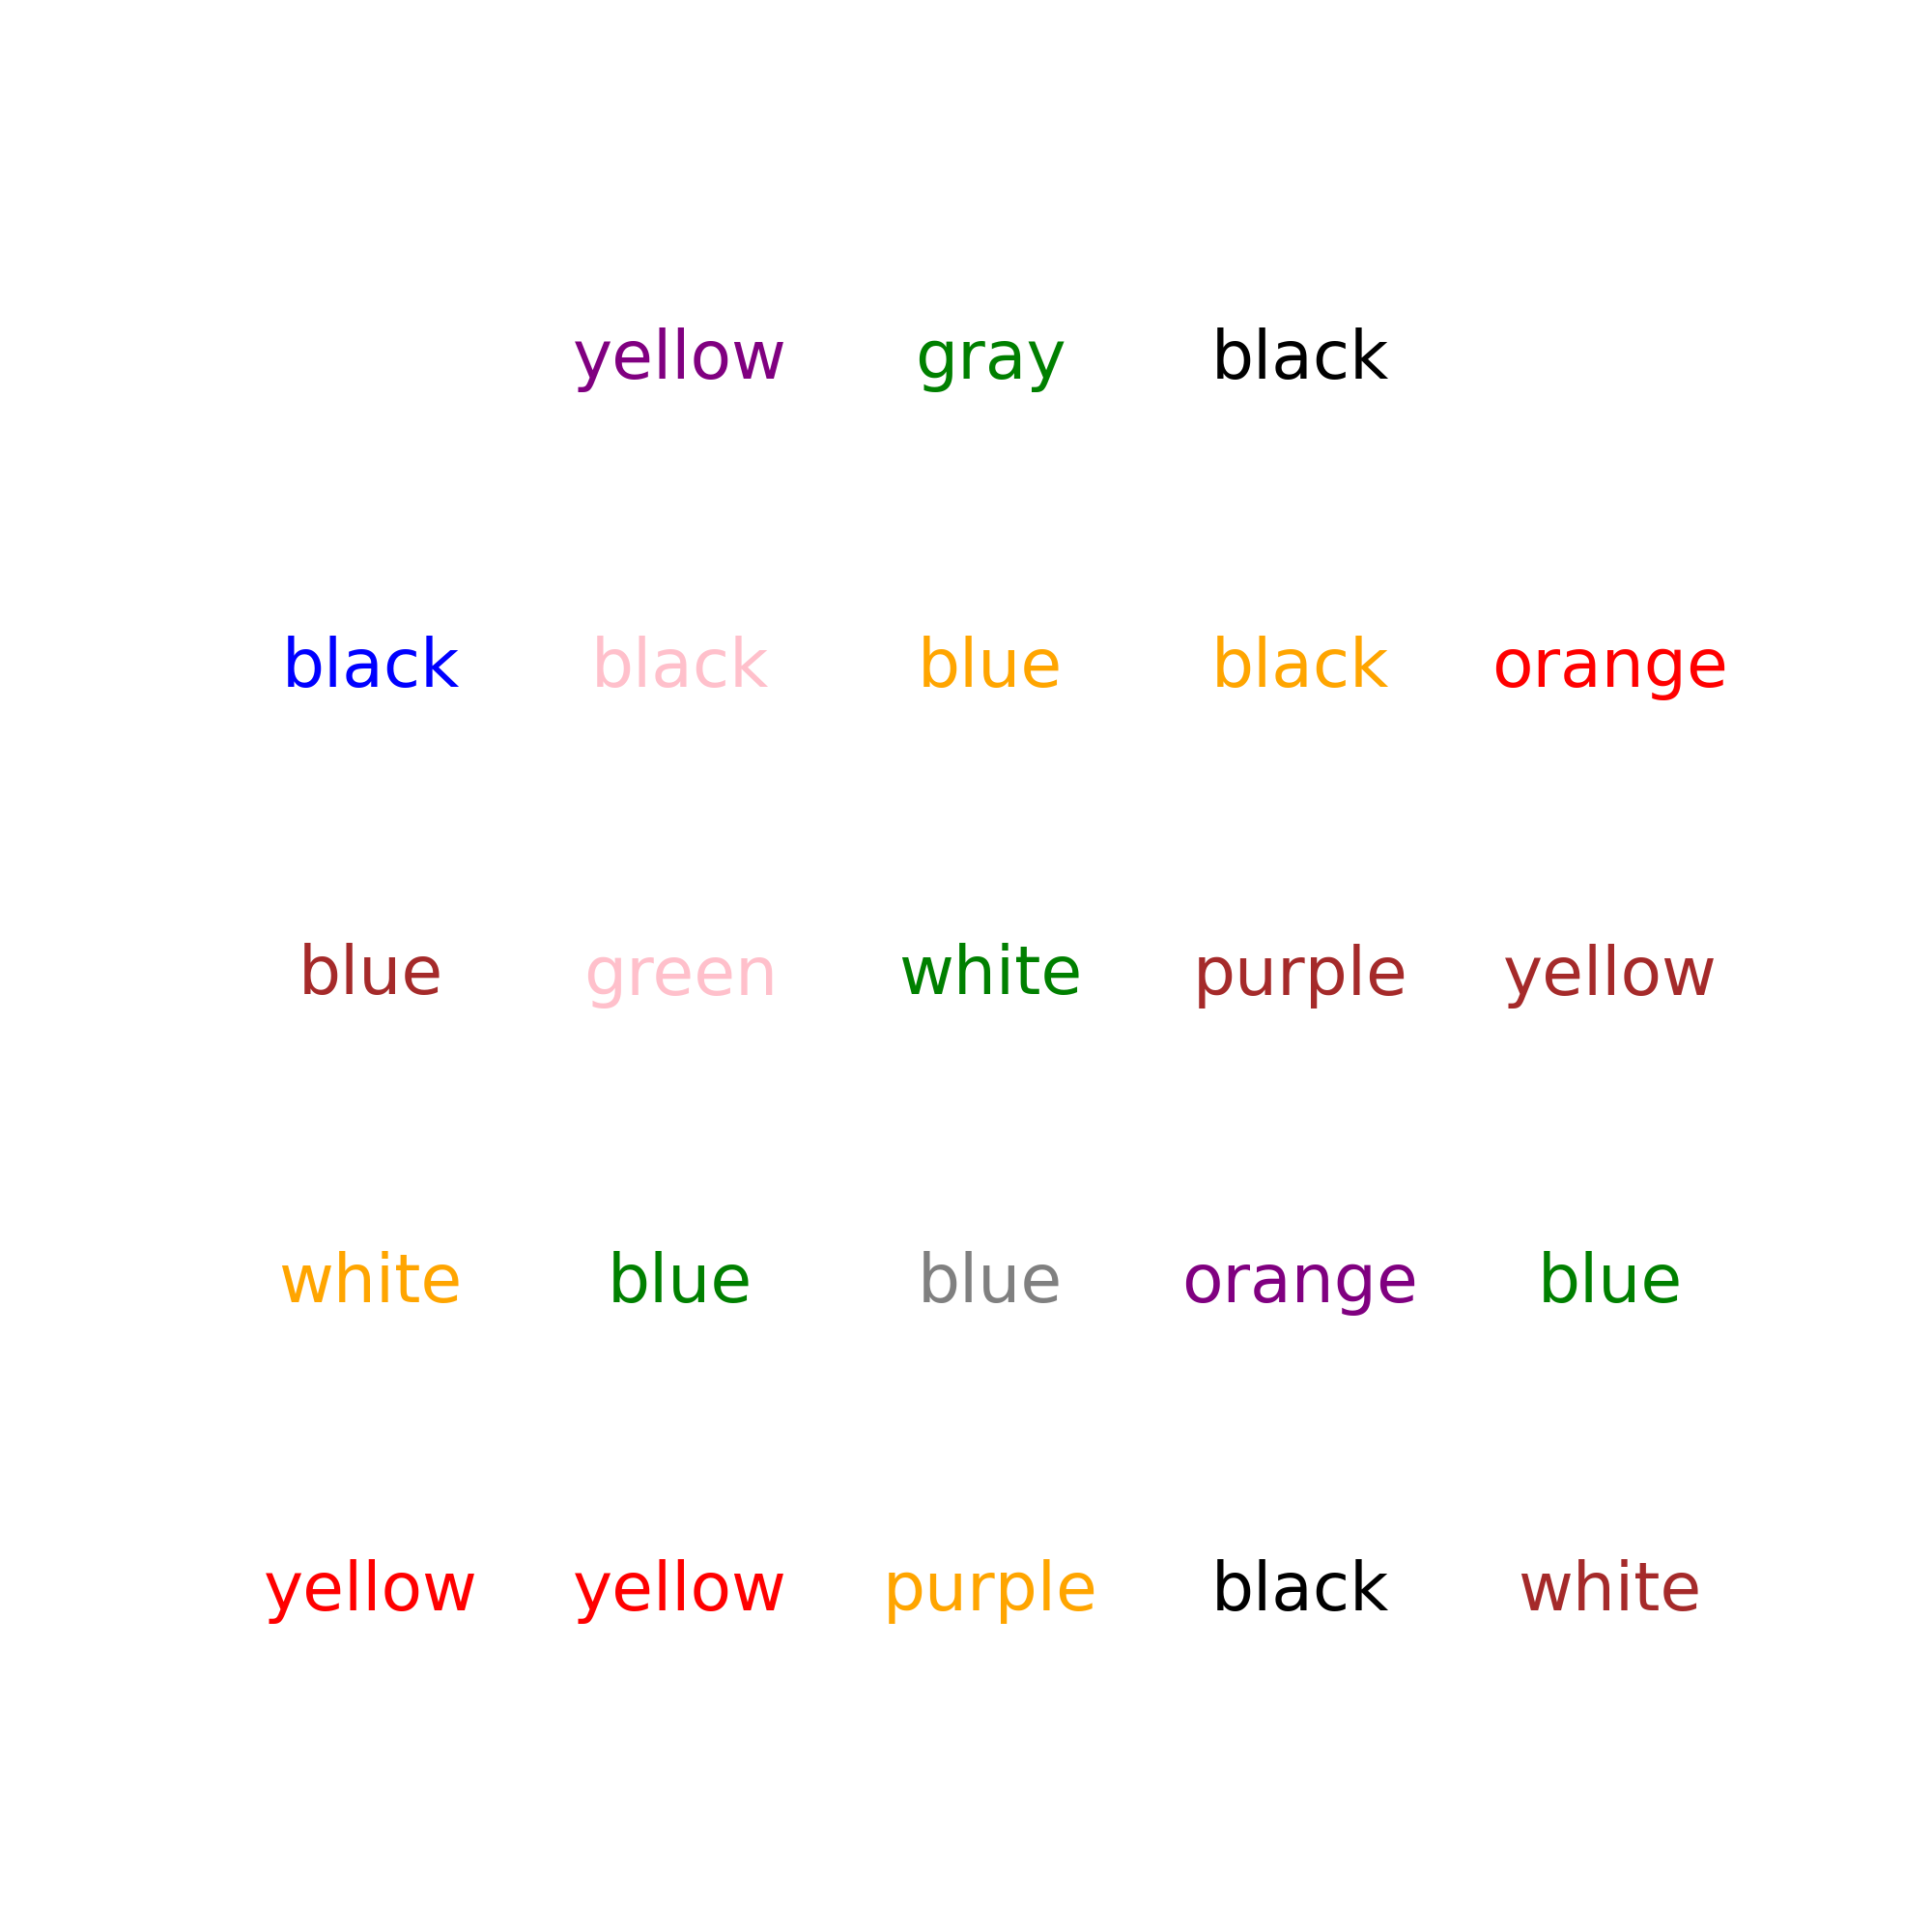 yellow gray black
black black blue black orange
blue green white purple yellow
white blue blue orange blue
yellow yellow purple black white